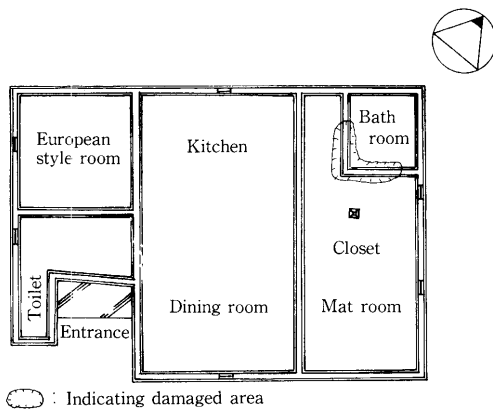 European
style room
Kitchen
Bath
room
Closet
Toilet
Dining room
Mat room
Entrance
: Indicating damaged area